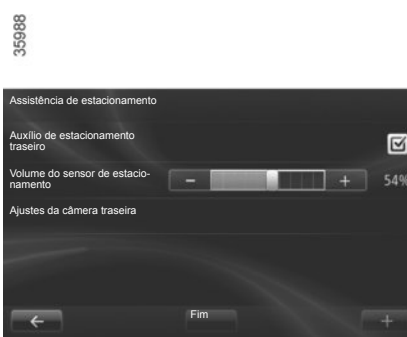 35988
Assistência de estacionamento
Auxílio de estacionamento
traseiro
Volume do sensor de estacio-
namento
− + 54%
Ajustes da câmera traseira
Fim
+